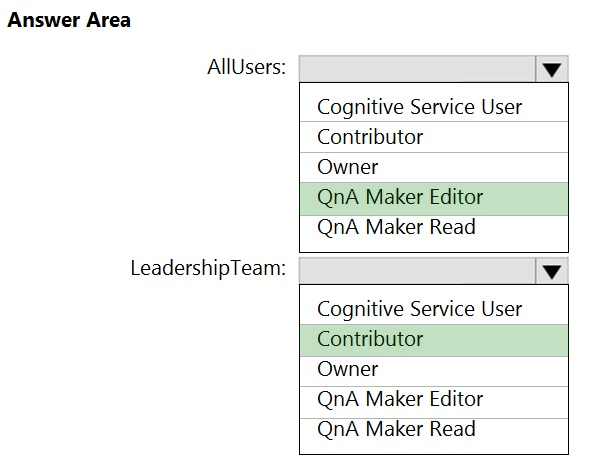 Answer Area
AllUsers:
Cognitive Service User
Contributor
Owner
QnA Maker Editor
QnA Maker Read
LeadershipTeam:
Cognitive Service User
Contributor
Owner
QnA Maker Editor
QnA Maker Read